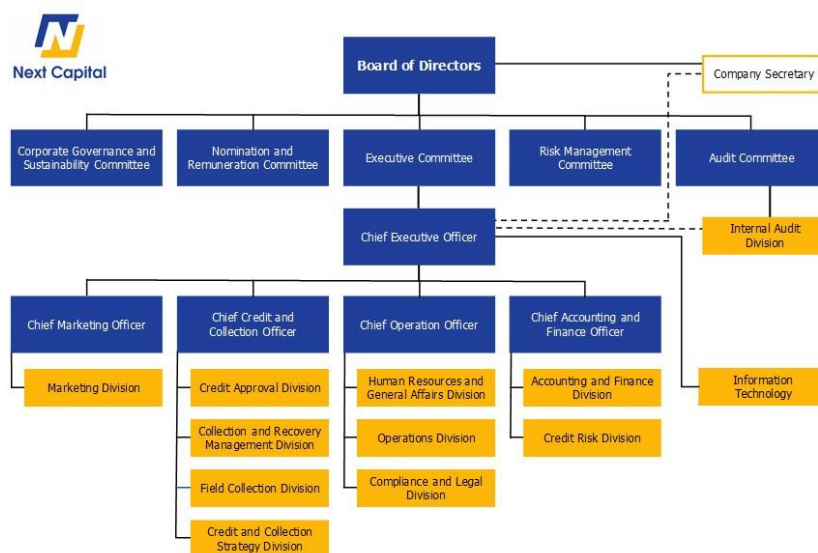 Next Capital
Board of Directors
Company Secretary
Corporate Governance and
Sustainability Committee
Nomination and
Remuneration Committee
Executive Committee
Risk Management
Committee
Audit Committee
Chief Executive Officer
Internal Audit
Division
Chief Marketing Officer
Chief Credit and
Collection Officer
Chief Operation Officer
Chief Accounting and
Finance Officer
Marketing Division
Credit Approval Division
Human Resources and
General Affairs Division
Accounting and Finance
Division
Information
Technology
Collection and Recovery
Management Division
Operations Division
Credit Risk Division
Field Collection Division
Compliance and Legal
Division
Credit and Collection
Strategy Division